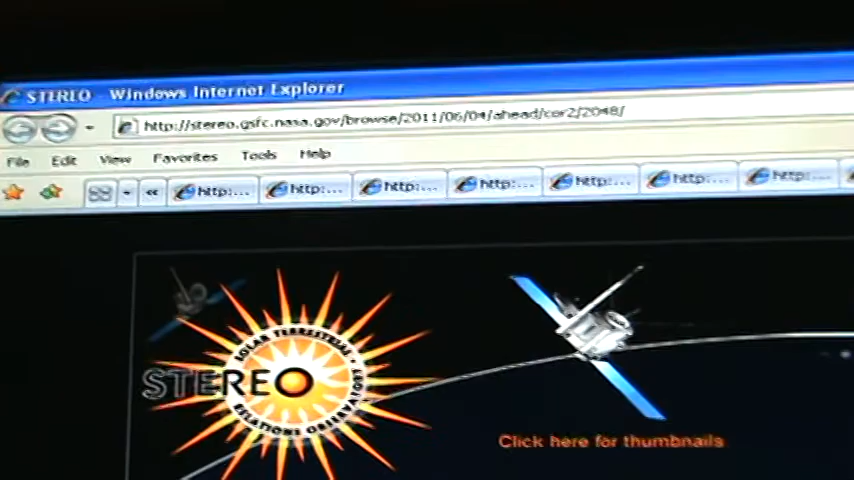 STEREO - Windows Internet Explorer
http://stereo.gsfc.nasa.gov/browse/2011/06/04/ahead/cor2/2048/
File Edit View Favorites Tools Help
http:... http:... http:... http:... http:... http:... http:...
SOLAR TERRESTRIAL
STEREO
RELATIONS OBSERVATORY
Click here for thumbnails